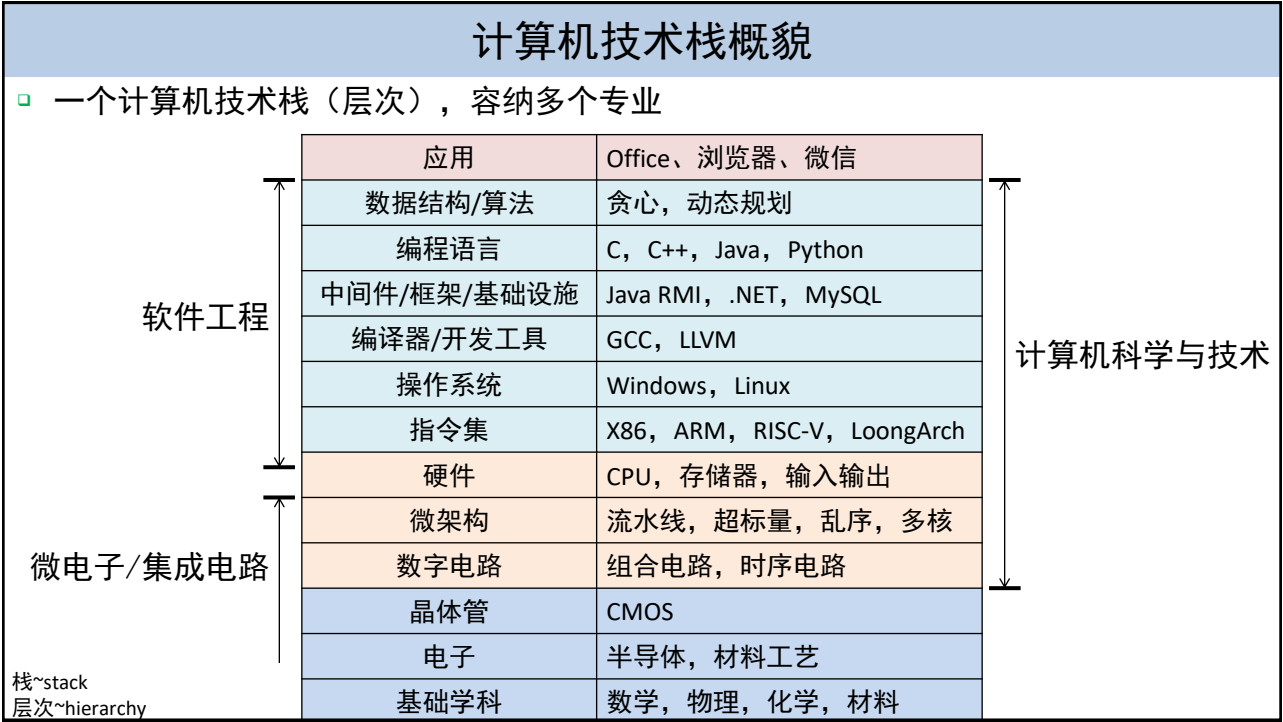 计算机技术栈概貌
一个计算机技术栈（层次），容纳多个专业
应用 Office、浏览器、微信
数据结构/算法 贪心，动态规划
编程语言 C，C++，Java，Python
中间件/框架/基础设施 Java RMI，.NET，MySQL
软件工程
编译器/开发工具 GCC，LLVM
计算机科学与技术
操作系统 Windows，Linux
指令集 X86，ARM，RISC-V，LoongArch
硬件 CPU，存储器，输入输出
微架构 流水线，超标量，乱序，多核
微电子/集成电路
数字电路 组合电路，时序电路
晶体管 CMOS
电子 半导体，材料工艺
基础学科 数学，物理，化学，材料
栈~stack
层次~hierarchy